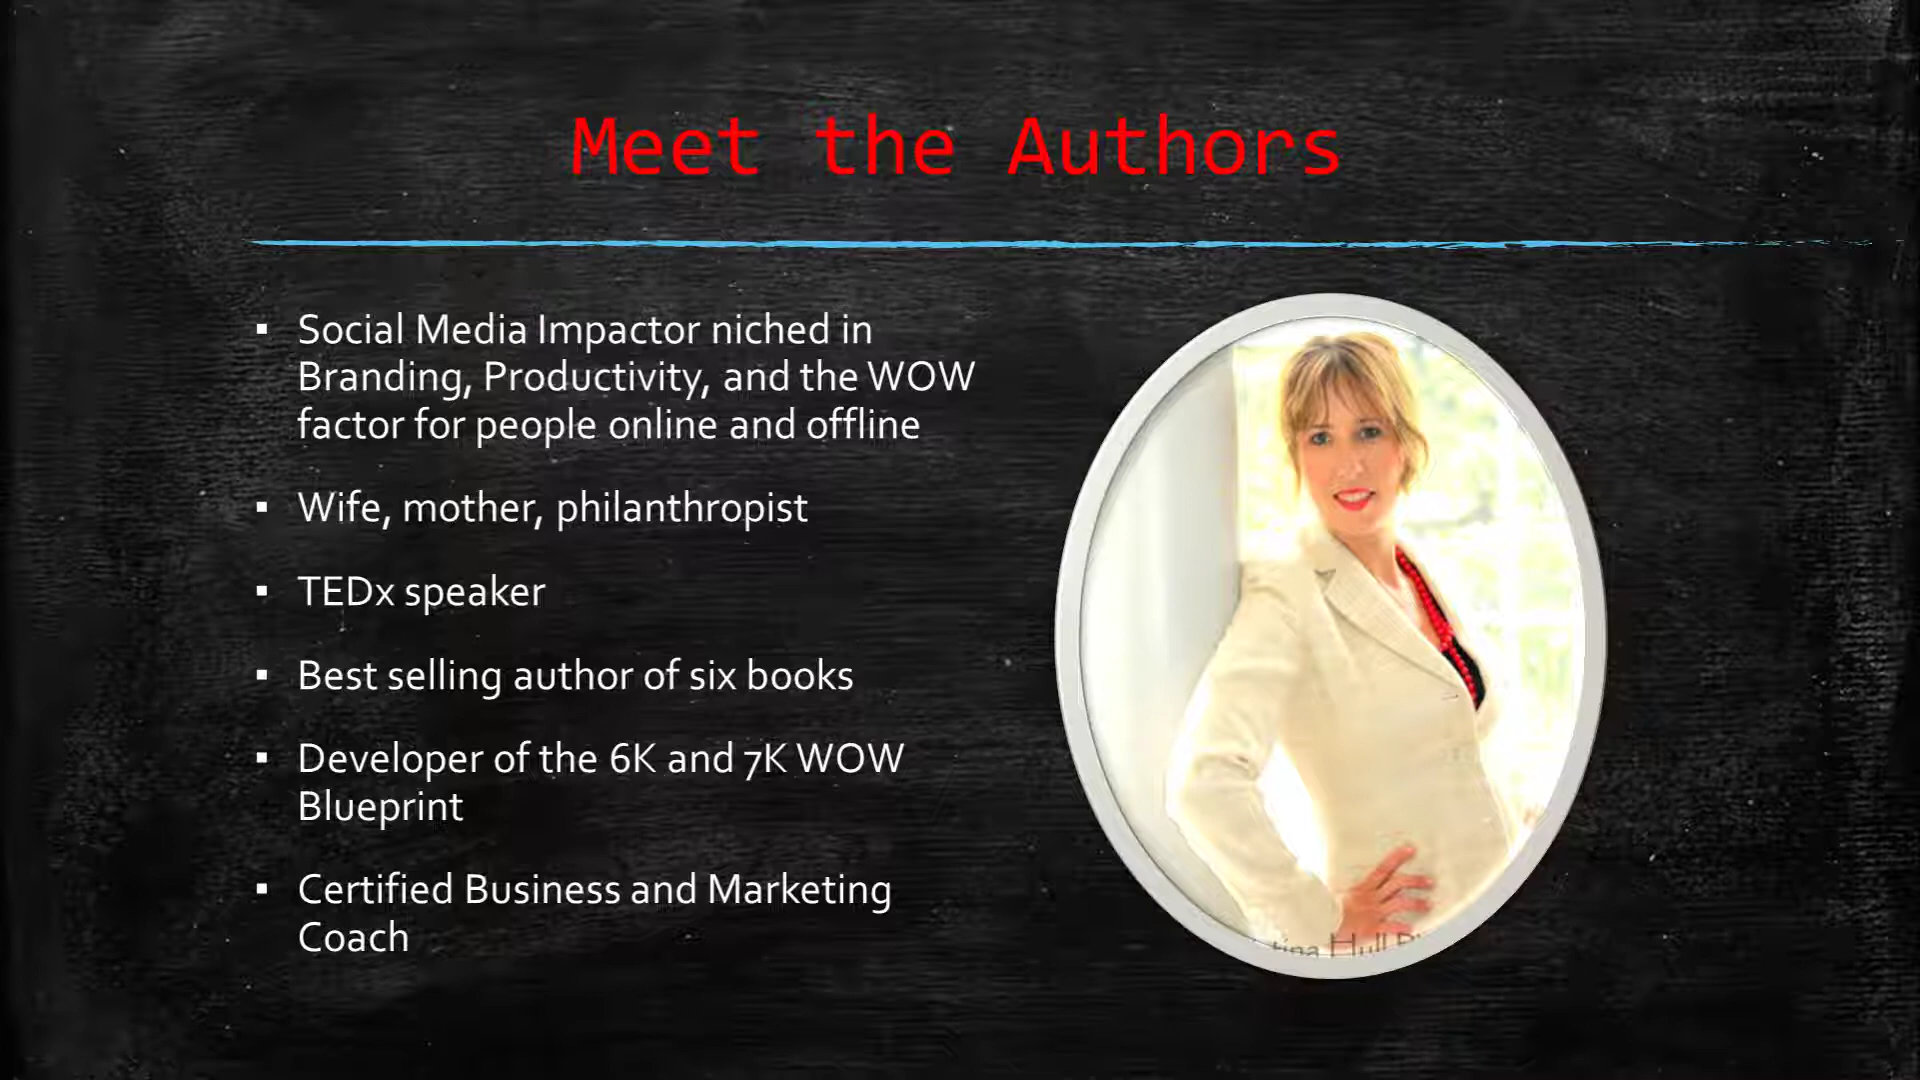 Meet the Authors
▪ Social Media Impactor niched in
Branding, Productivity, and the WOW
factor for people online and offline
▪ Wife, mother, philanthropist
▪ TEDx speaker
▪ Best selling author of six books
▪ Developer of the 6K and 7K WOW
Blueprint
▪ Certified Business and Marketing
Coach
Hull